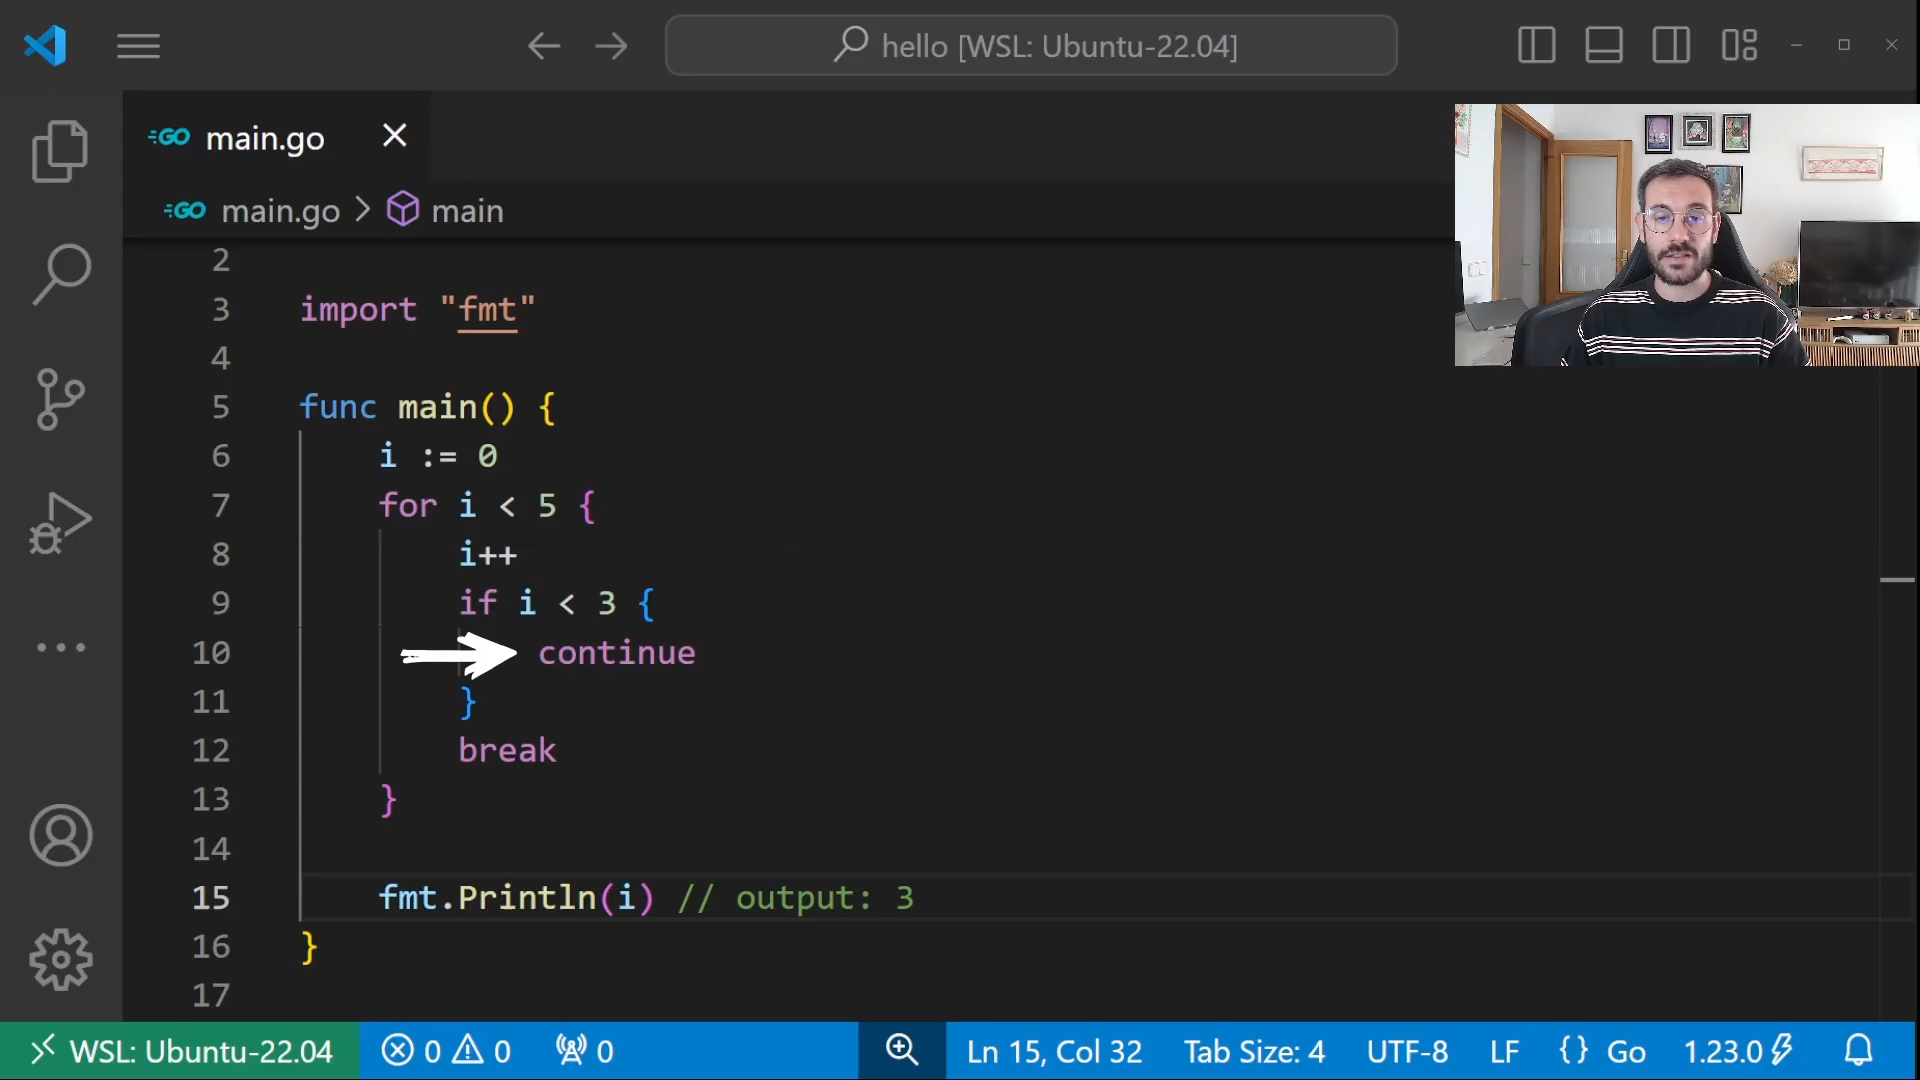 hello [WSL: Ubuntu-22.04]
GO main.go
GO main.go > main
2
3 import "fmt"
4
5 func main() {
6 i := 0
7 for i < 5 {
8 i++
9 if i < 3 {
10 continue
11 }
12 break
13 }
14
15 fmt.Println(i) // output: 3
16 }
17
WSL: Ubuntu-22.04 0 0 0 Ln 15, Col 32 Tab Size: 4 UTF-8 LF {} Go 1.23.0